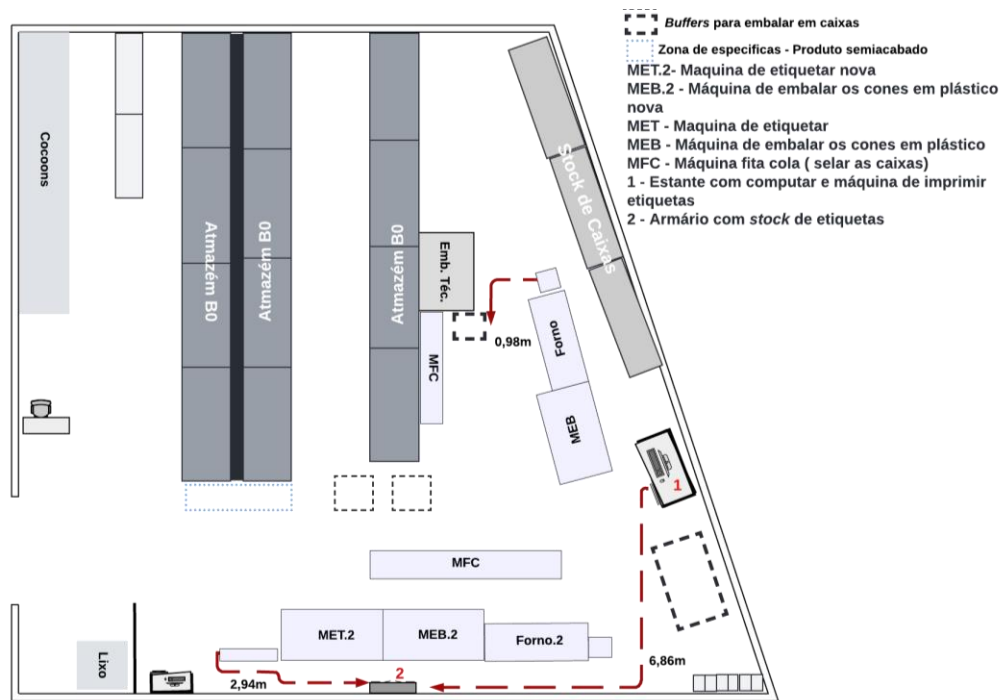 Buffers para embalar em caixas
Zona de especificas - Produto semiacabado
MET.2- Maquina de etiquetar nova
MEB.2 - Máquina de embalar os cones em plástico
nova
MET - Maquina de etiquetar
MEB - Máquina de embalar os cones em plástico
MFC - Máquina fita cola ( selar as caixas)
1 - Estante com computar e máquina de imprimir
etiquetas
2 - Armário com stock de etiquetas
Cocoons
Atmazém B0
Atmazém B0
Atmazém B0
Emb. Téc.
MFC
0,98m
Forno
MEB
Stock de Caixas
1
MFC
MET.2
MEB.2
Forno.2
6,86m
Lixo
2,94m
2